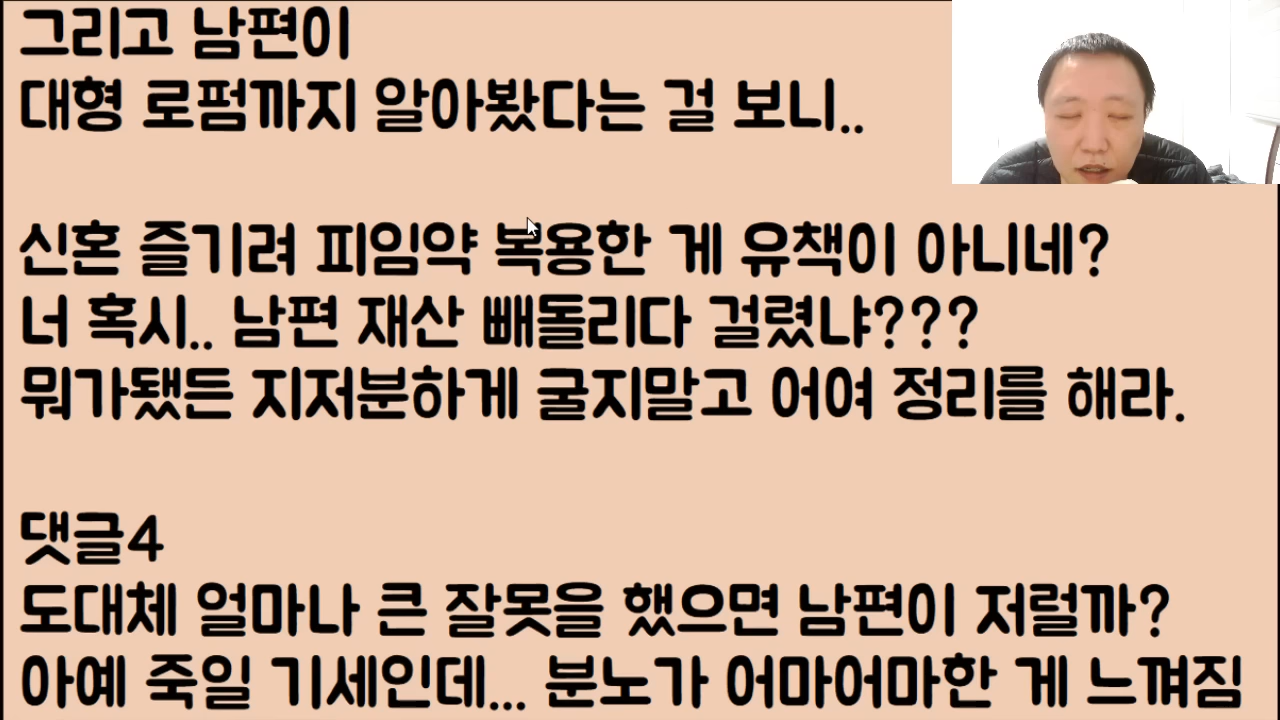 그리고 남편이
대형 로펌까지 알아봤다는 걸 보니..
신혼 즐기려 피임약 복용한 게 유책이 아니네?
너 혹시.. 남편 재산 빼돌리다 걸렸냐???
뭐가됐든 지저분하게 굴지말고 어여 정리를 해라.
댓글4
도대체 얼마나 큰 잘못을 했으면 남편이 저럴까?
아예 죽일 기세인데... 분노가 어마어마한 게 느껴짐